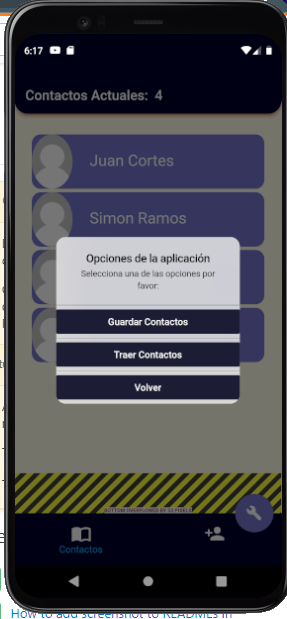 6:17
Contactos Actuales: 4
Juan Cortes
Simon Ramos
Opciones de la aplicación
Selecciona una de las opciones por
favor:
Guardar Contactos
Traer Contactos
Volver
BOTTOM OVERFLOWED BY 53 PIXELS
Contactos
How to add screenshot to READMEs in